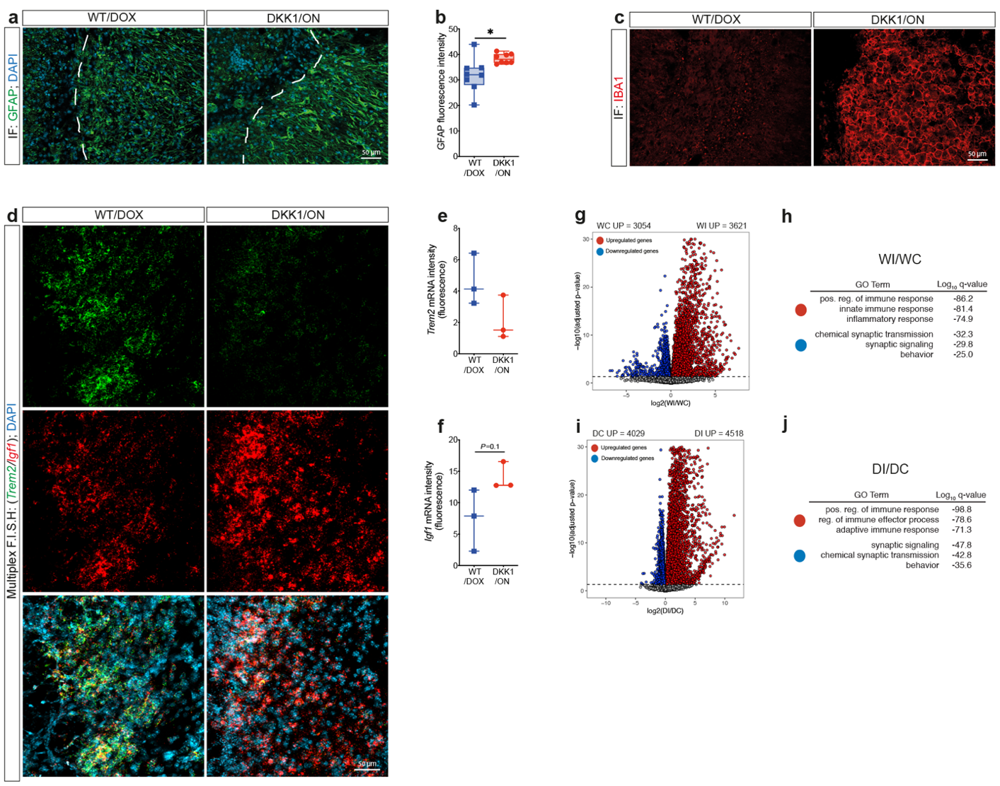 a
WT/DOX
DKK1/ON
IF: GFAP; DAPI
50 µm
b
GFAP fluorescence intensity
50
40
30
20
10
0
*
WT
/DOX
DKK1
/ON
c
WT/DOX
DKK1/ON
IF: IBA1
50 µm
d
WT/DOX
DKK1/ON
Multiplex F.I.S.H: (Trem2/Igf1); DAPI
50 µm
e
Trem2 mRNA intensity
(fluorescence)
8
6
4
2
0
WT
/DOX
DKK1
/ON
f
Igf1 mRNA intensity
(fluorescence)
20
15
10
5
0
P=0.1
WT
/DOX
DKK1
/ON
g
WC UP = 3054
WI UP = 3621
Upregulated genes
Downregulated genes
−log10(adjusted p−value)
30
20
10
0
−5
0
5
log2(WI/WC)
h
WI/WC
GO Term
Log10 q-value
pos. reg. of immune response -86.2
innate immune response -81.4
inflammatory response -74.9
chemical synaptic transmission -32.3
synaptic signaling -29.8
behavior -25.0
i
DC UP = 4029
DI UP = 4518
Upregulated genes
Downregulated genes
−log10(adjusted p−value)
30
20
10
0
−10
−5
0
5
10
log2(DI/DC)
j
DI/DC
GO Term
Log10 q-value
pos. reg. of immune response -98.8
reg. of immune effector process -78.6
adaptive immune response -71.3
synaptic signaling -47.8
chemical synaptic transmission -42.8
behavior -35.6